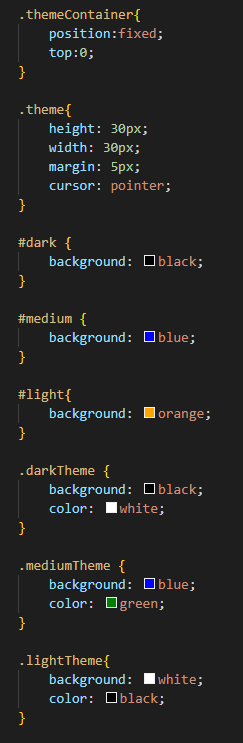 .themeContainer{
    position:fixed;
    top:0;
}

.theme{
    height: 30px;
    width: 30px;
    margin: 5px;
    cursor: pointer;
}

#dark {
    background: black;
}

#medium {
    background: blue;
}

#light{
    background: orange;
}

.darkTheme {
    background: black;
    color: white;
}

.mediumTheme {
    background: blue;
    color: green;
}

.lightTheme{
    background: white;
    color: black;
}